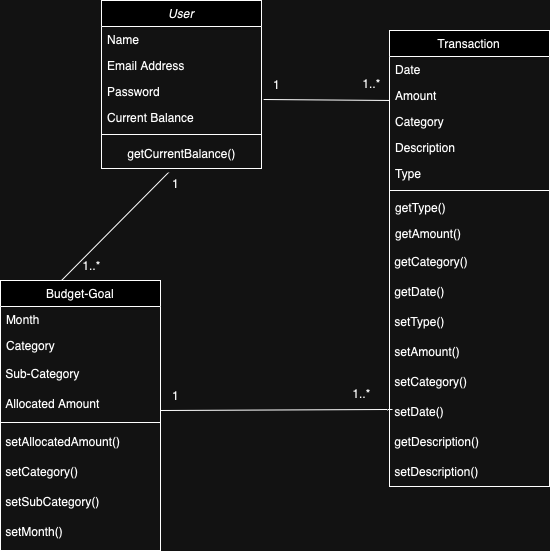 User
Name
Email Address
Password
Current Balance
getCurrentBalance()
Transaction
Date
Amount
Category
Description
Type
getType()
getAmount()
getCategory()
getDate()
setType()
setAmount()
setCategory()
setDate()
getDescription()
setDescription()
1
1..*
1
1..*
Budget-Goal
Month
Category
Sub-Category
Allocated Amount
setAllocatedAmount()
setCategory()
setSubCategory()
setMonth()
1
1..*